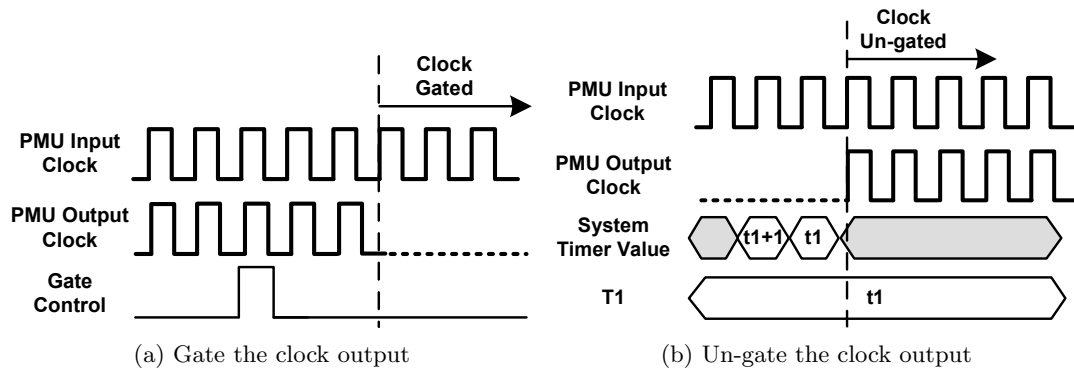 Clock
Gated
PMU Input
Clock
PMU Output
Clock
Gate
Control
(a) Gate the clock output
Clock
Un-gated
PMU Input
Clock
PMU Output
Clock
System
Timer Value
t1+1
t1
T1
t1
(b) Un-gate the clock output